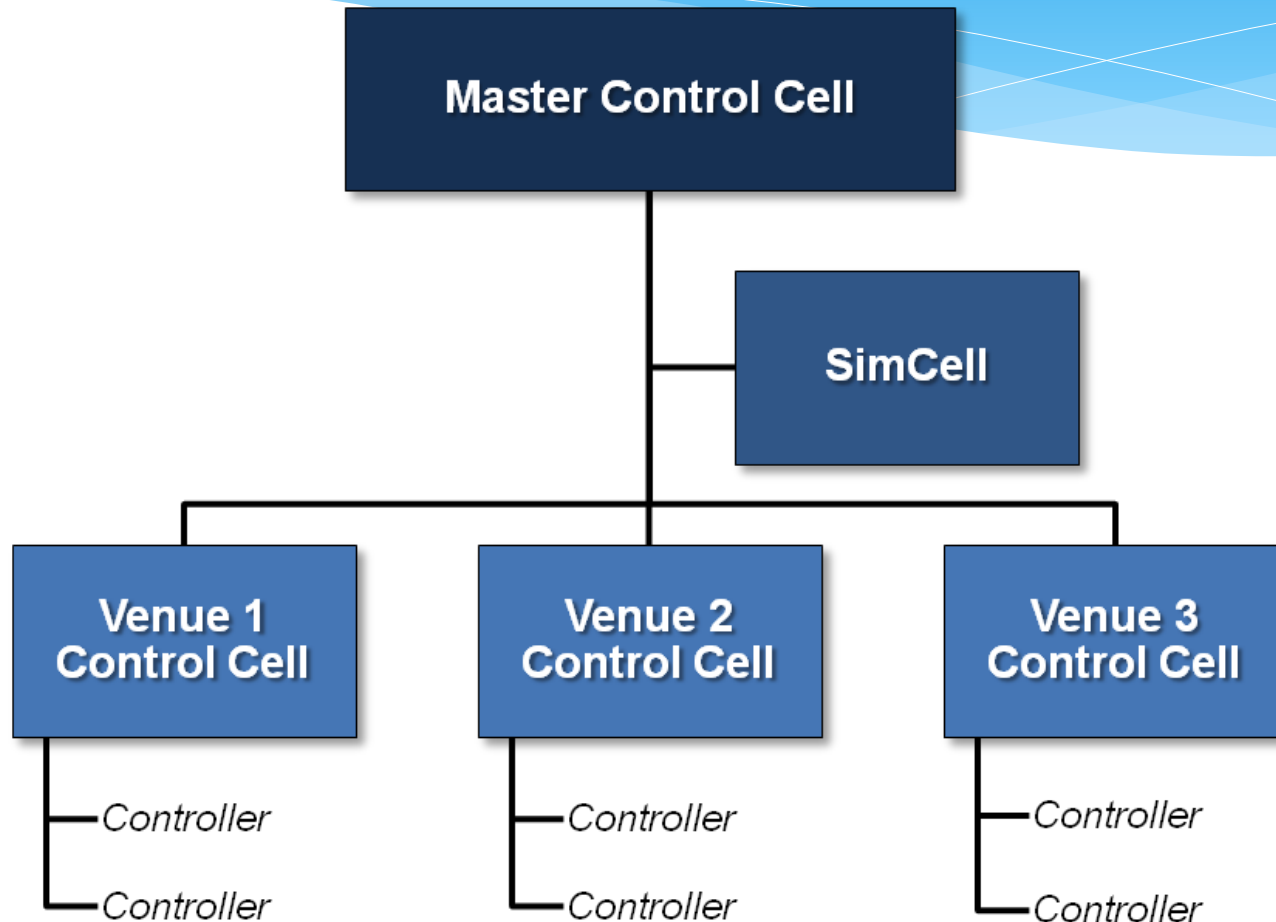 Master Control Cell
SimCell
Venue 1
Control Cell
Venue 2
Control Cell
Venue 3
Control Cell
Controller
Controller
Controller
Controller
Controller
Controller